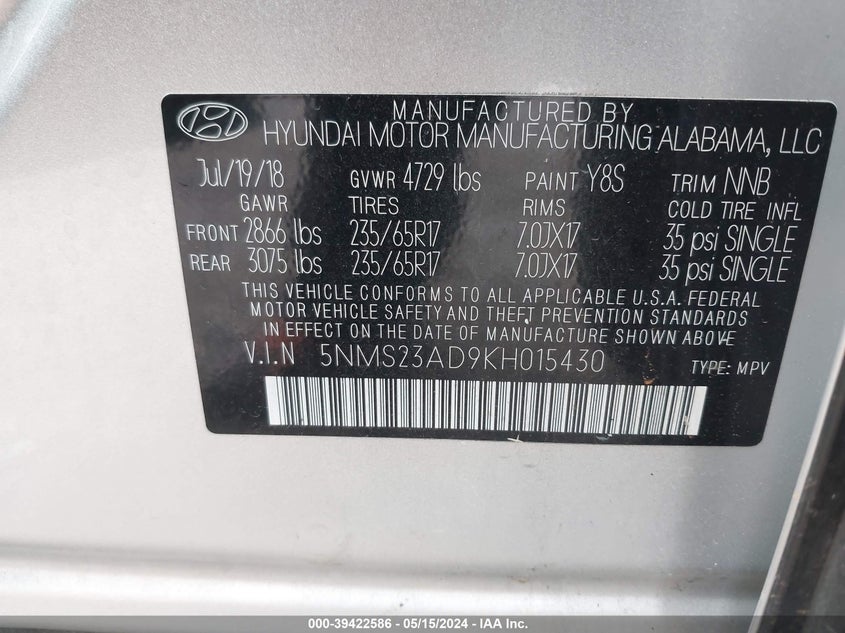 MANUFACTURED BY
HYUNDAI MOTOR MANUFACTURING ALABAMA, LLC
Jul/19/18 GVWR 4729 lbs PAINT Y8S TRIM NNB
GAWR TIRES RIMS COLD TIRE INFL
FRONT 2866 lbs 235/65R17 7.0JX17 35 psi SINGLE
REAR 3075 lbs 235/65R17 7.0JX17 35 psi SINGLE
THIS VEHICLE CONFORMS TO ALL APPLICABLE U.S.A. FEDERAL
MOTOR VEHICLE SAFETY AND THEFT PREVENTION STANDARDS
IN EFFECT ON THE DATE OF MANUFACTURE SHOWN ABOVE
V.I.N 5NMS23AD9KH015430 TYPE: MPV
000-39422586 - 05/15/2024 - IAA Inc.